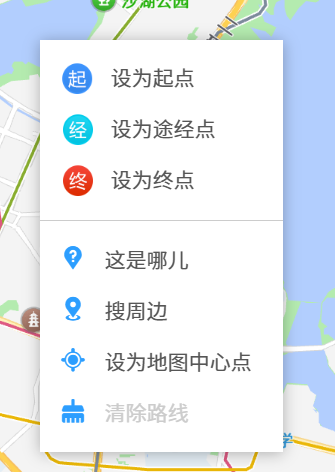 沙湖公园
起 设为起点
经 设为途经点
终 设为终点
这是哪儿
搜周边
设为地图中心点
清除路线
学